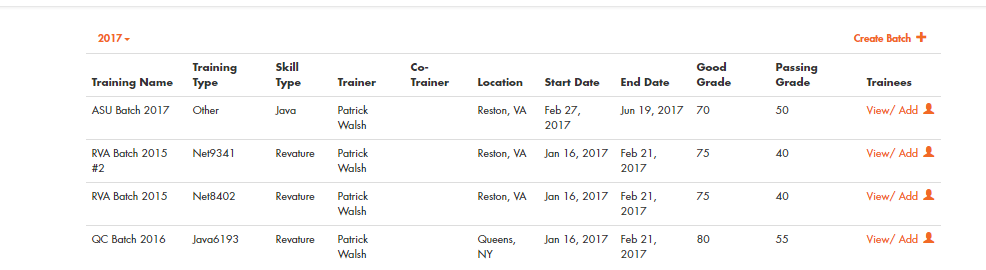 2017
Create Batch
Training Name Training Type Skill Type Trainer Co-Trainer Location Start Date End Date Good Grade Passing Grade Trainees
ASU Batch 2017 Other Java Patrick Walsh Reston, VA Feb 27, 2017 Jun 19, 2017 70 50 View/ Add
RVA Batch 2015 #2 Net9341 Revature Patrick Walsh Reston, VA Jan 16, 2017 Feb 21, 2017 75 40 View/ Add
RVA Batch 2015 Net8402 Revature Patrick Walsh Reston, VA Jan 16, 2017 Feb 21, 2017 75 40 View/ Add
QC Batch 2016 Java6193 Revature Patrick Walsh Queens, NY Jan 16, 2017 Feb 21, 2017 80 55 View/ Add